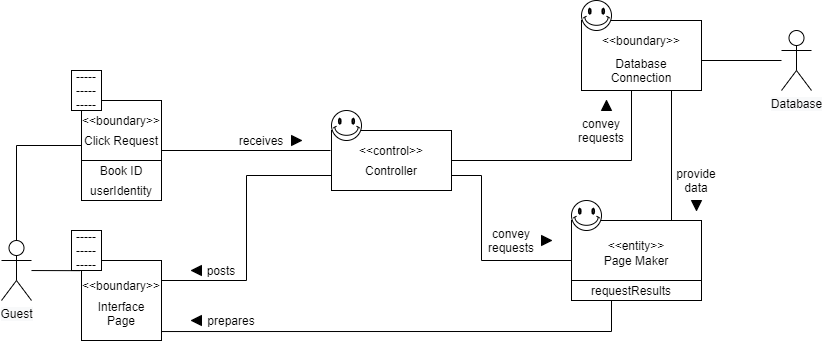 <<boundary>>
Database
Connection
Database
<<boundary>>
Click Request
Book ID
userIdentity
receives
<<control>>
Controller
convey
requests
provide
data
convey
requests
<<entity>>
Page Maker
requestResults
Guest
<<boundary>>
Interface
Page
posts
prepares